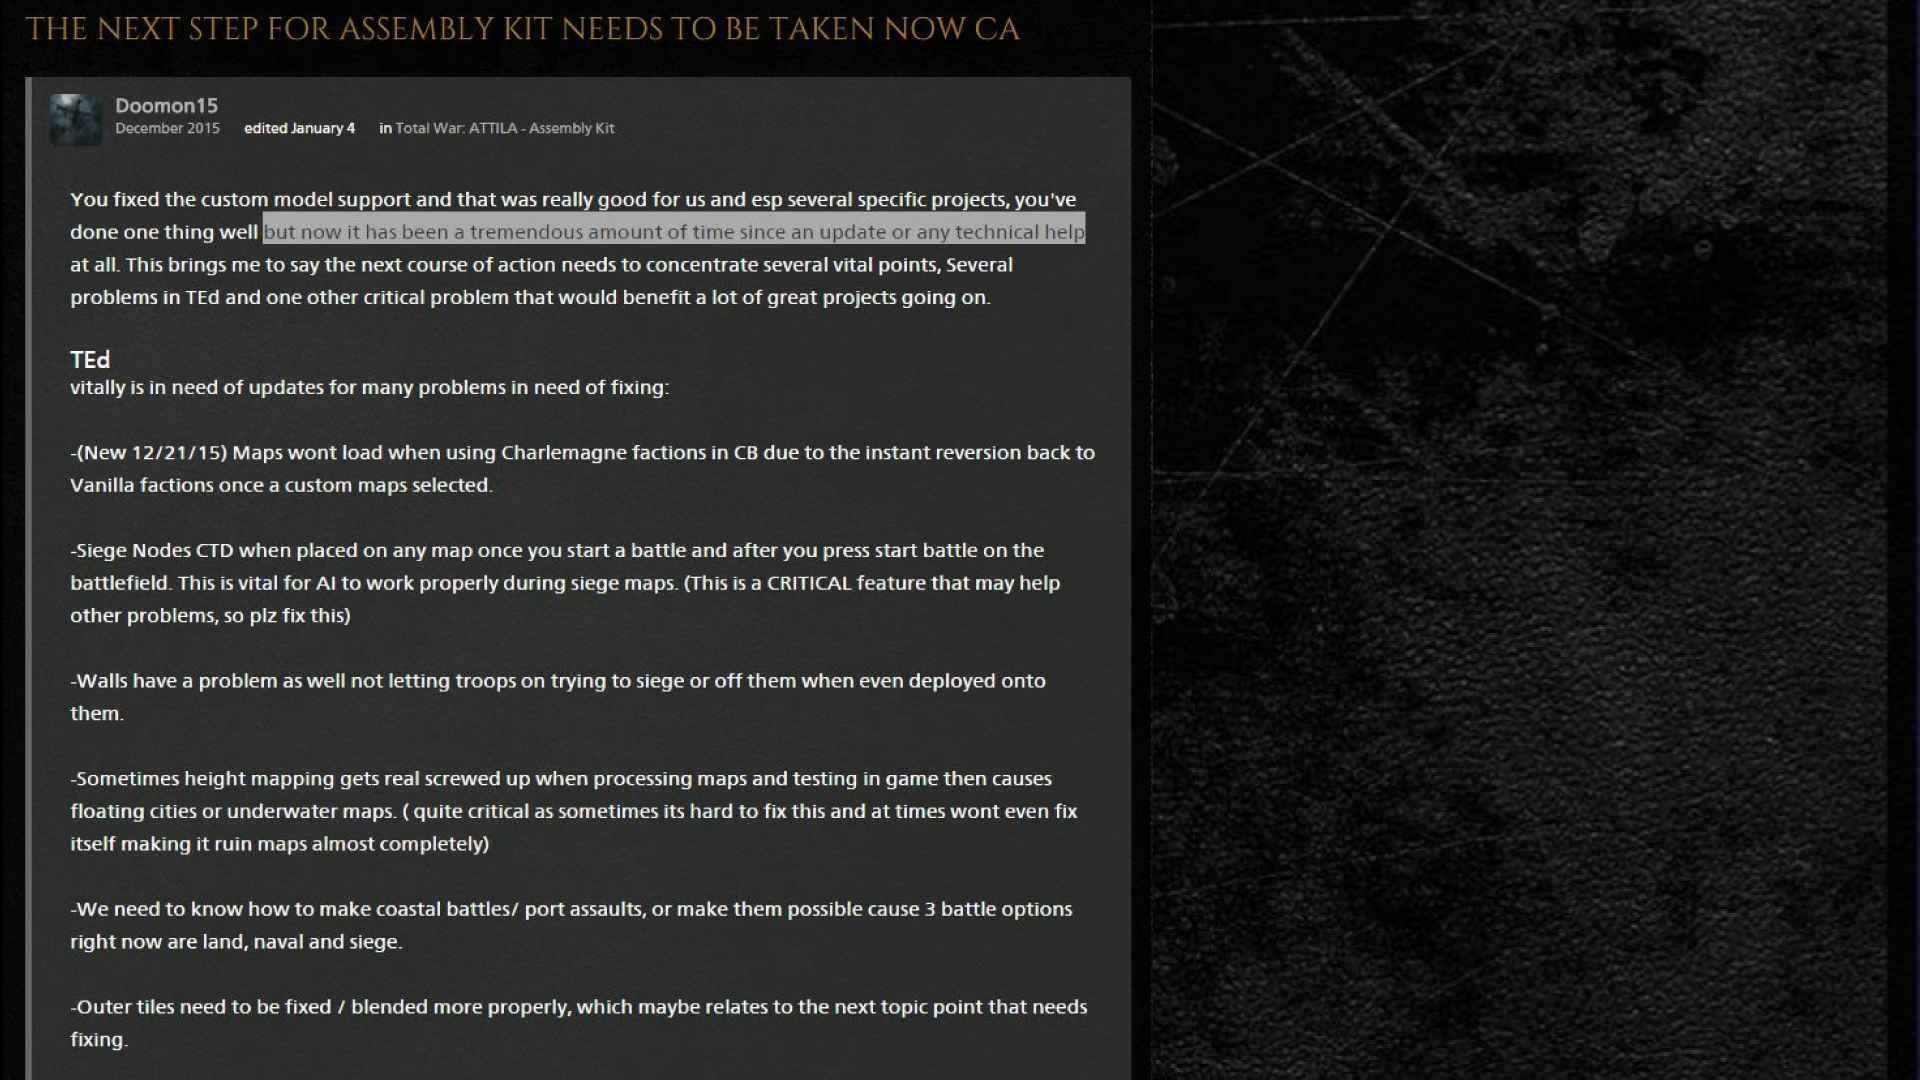 THE NEXT STEP FOR ASSEMBLY KIT NEEDS TO BE TAKEN NOW CA
Doomon15
December 2015 edited January 4 in Total War: ATTILA - Assembly Kit
You fixed the custom model support and that was really good for us and esp several specific projects, you've
done one thing well but now it has been a tremendous amount of time since an update or any technical help
at all. This brings me to say the next course of action needs to concentrate several vital points, Several
problems in TEd and one other critical problem that would benefit a lot of great projects going on.
TEd
vitally is in need of updates for many problems in need of fixing:
-(New 12/21/15) Maps wont load when using Charlemagne factions in CB due to the instant reversion back to
Vanilla factions once a custom maps selected.
-Siege Nodes CTD when placed on any map once you start a battle and after you press start battle on the
battlefield. This is vital for AI to work properly during siege maps. (This is a CRITICAL feature that may help
other problems, so plz fix this)
-Walls have a problem as well not letting troops on trying to siege or off them when even deployed onto
them.
-Sometimes height mapping gets real screwed up when processing maps and testing in game then causes
floating cities or underwater maps. ( quite critical as sometimes its hard to fix this and at times wont even fix
itself making it ruin maps almost completely)
-We need to know how to make coastal battles/ port assaults, or make them possible cause 3 battle options
right now are land, naval and siege.
-Outer tiles need to be fixed / blended more properly, which maybe relates to the next topic point that needs
fixing.